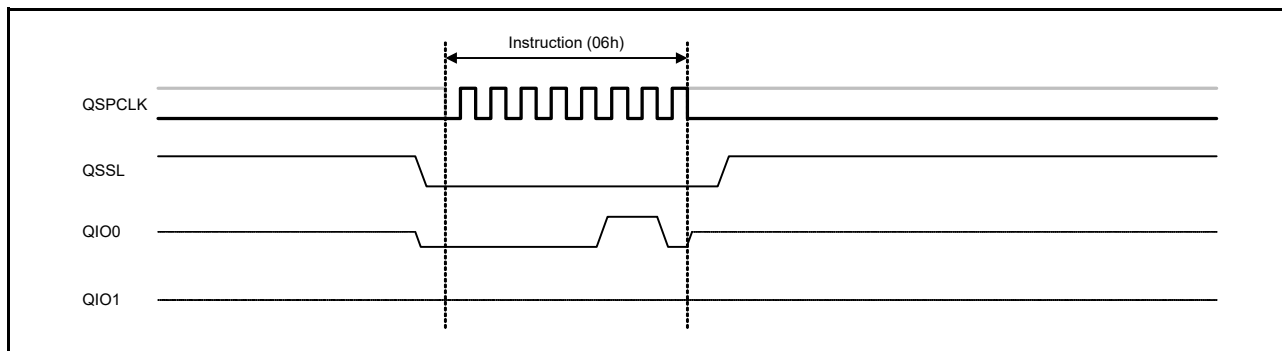 Instruction (06h)
QSPCLK
QSSL
QIO0
QIO1